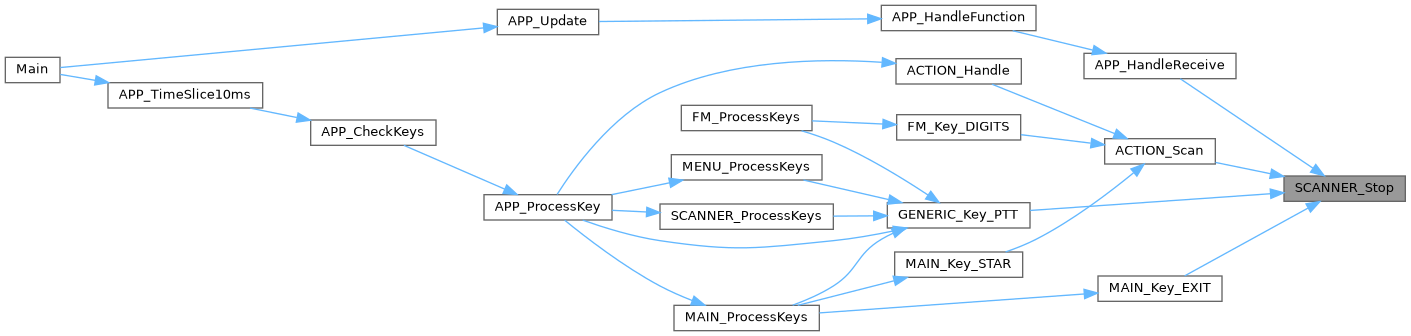 Main
APP_Update
APP_HandleFunction
APP_HandleReceive
APP_TimeSlice10ms
APP_CheckKeys
ACTION_Handle
FM_ProcessKeys
FM_Key_DIGITS
ACTION_Scan
MENU_ProcessKeys
SCANNER_Stop
APP_ProcessKey
SCANNER_ProcessKeys
GENERIC_Key_PTT
MAIN_Key_STAR
MAIN_Key_EXIT
MAIN_ProcessKeys